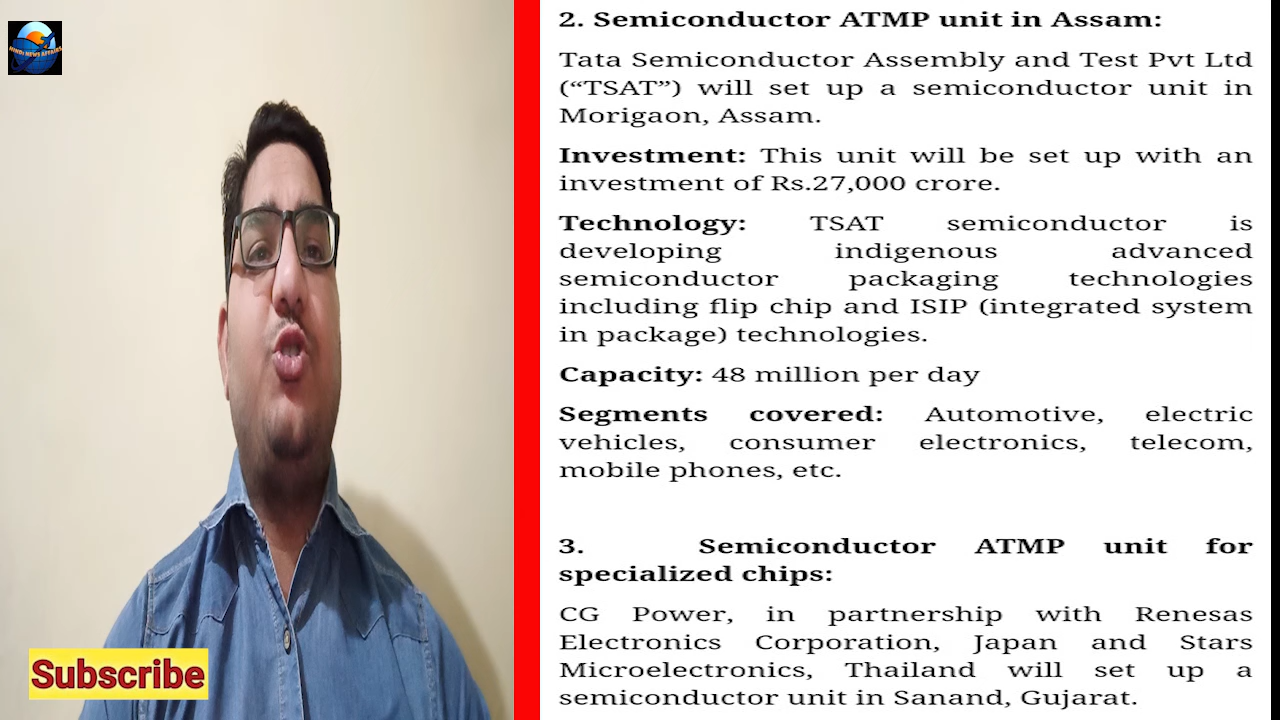 HINDI NEWS AFFAIRS
Subscribe
2. Semiconductor ATMP unit in Assam:
Tata Semiconductor Assembly and Test Pvt Ltd
(“TSAT”) will set up a semiconductor unit in
Morigaon, Assam.
Investment: This unit will be set up with an
investment of Rs.27,000 crore.
Technology: TSAT semiconductor is
developing indigenous advanced
semiconductor packaging technologies
including flip chip and ISIP (integrated system
in package) technologies.
Capacity: 48 million per day
Segments covered: Automotive, electric
vehicles, consumer electronics, telecom,
mobile phones, etc.
3. Semiconductor ATMP unit for
specialized chips:
CG Power, in partnership with Renesas
Electronics Corporation, Japan and Stars
Microelectronics, Thailand will set up a
semiconductor unit in Sanand, Gujarat.